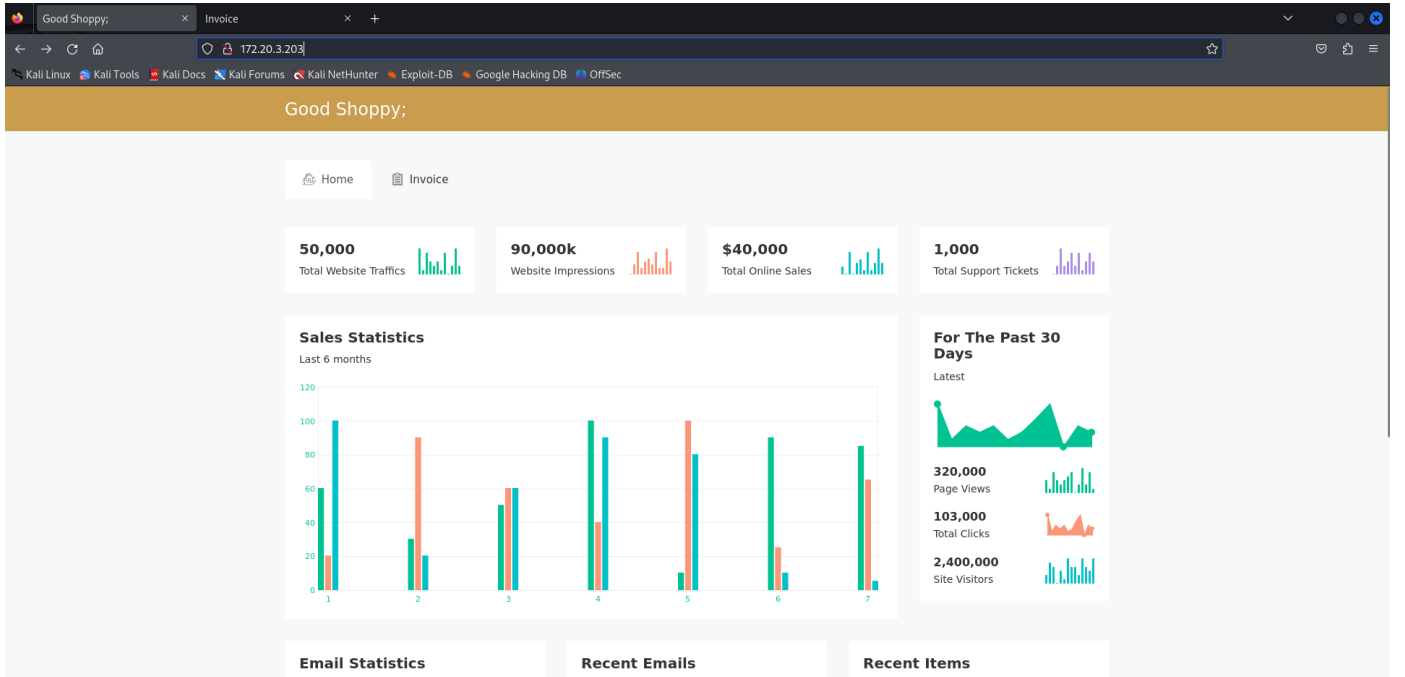 Good Shoppy;
Invoice
172.20.3.203
Kali Linux Kali Tools Kali Docs Kali Forums Kali NetHunter Exploit-DB Google Hacking DB OffSec
Good Shoppy;
Home Invoice
50,000
Total Website Traffics
90,000k
Website Impressions
$40,000
Total Online Sales
1,000
Total Support Tickets
Sales Statistics
Last 6 months
120
100
80
60
40
20
0
1 2 3 4 5 6 7
For The Past 30
Days
Latest
320,000
Page Views
103,000
Total Clicks
2,400,000
Site Visitors
Email Statistics
Recent Emails
Recent Items